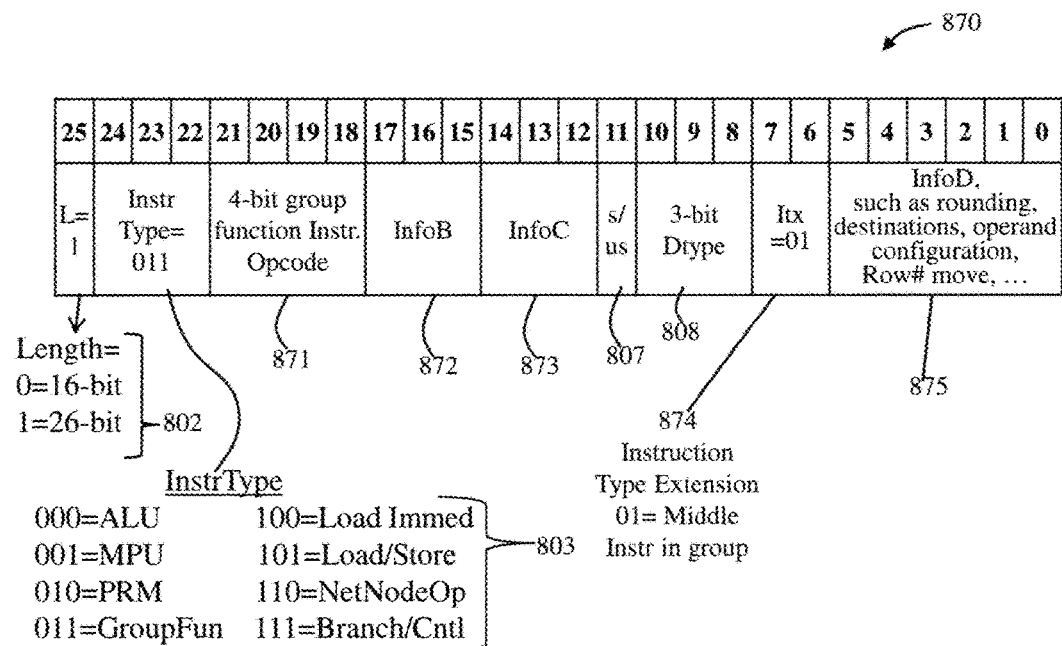 870
25 24 23 22 21 20 19 18 17 16 15 14 13 12 11 10 9 8 7 6 5 4 3 2 1 0
L=
1
Instr
Type=
011
4-bit group
function Instr.
Opcode
InfoB
InfoC
s/
us
3-bit
Dtype
Itx
=01
InfoD,
such as rounding,
destinations, operand
configuration,
Row# move, ...
871
872
873
807
808
875
Length=
0=16-bit
1=26-bit
802
874
Instruction
Type Extension
01= Middle
Instr in group
InstrType
000=ALU 100=Load Immed
001=MPU 101=Load/Store
010=PRM 110=NetNodeOp
011=GroupFun 111=Branch/Cntl
803